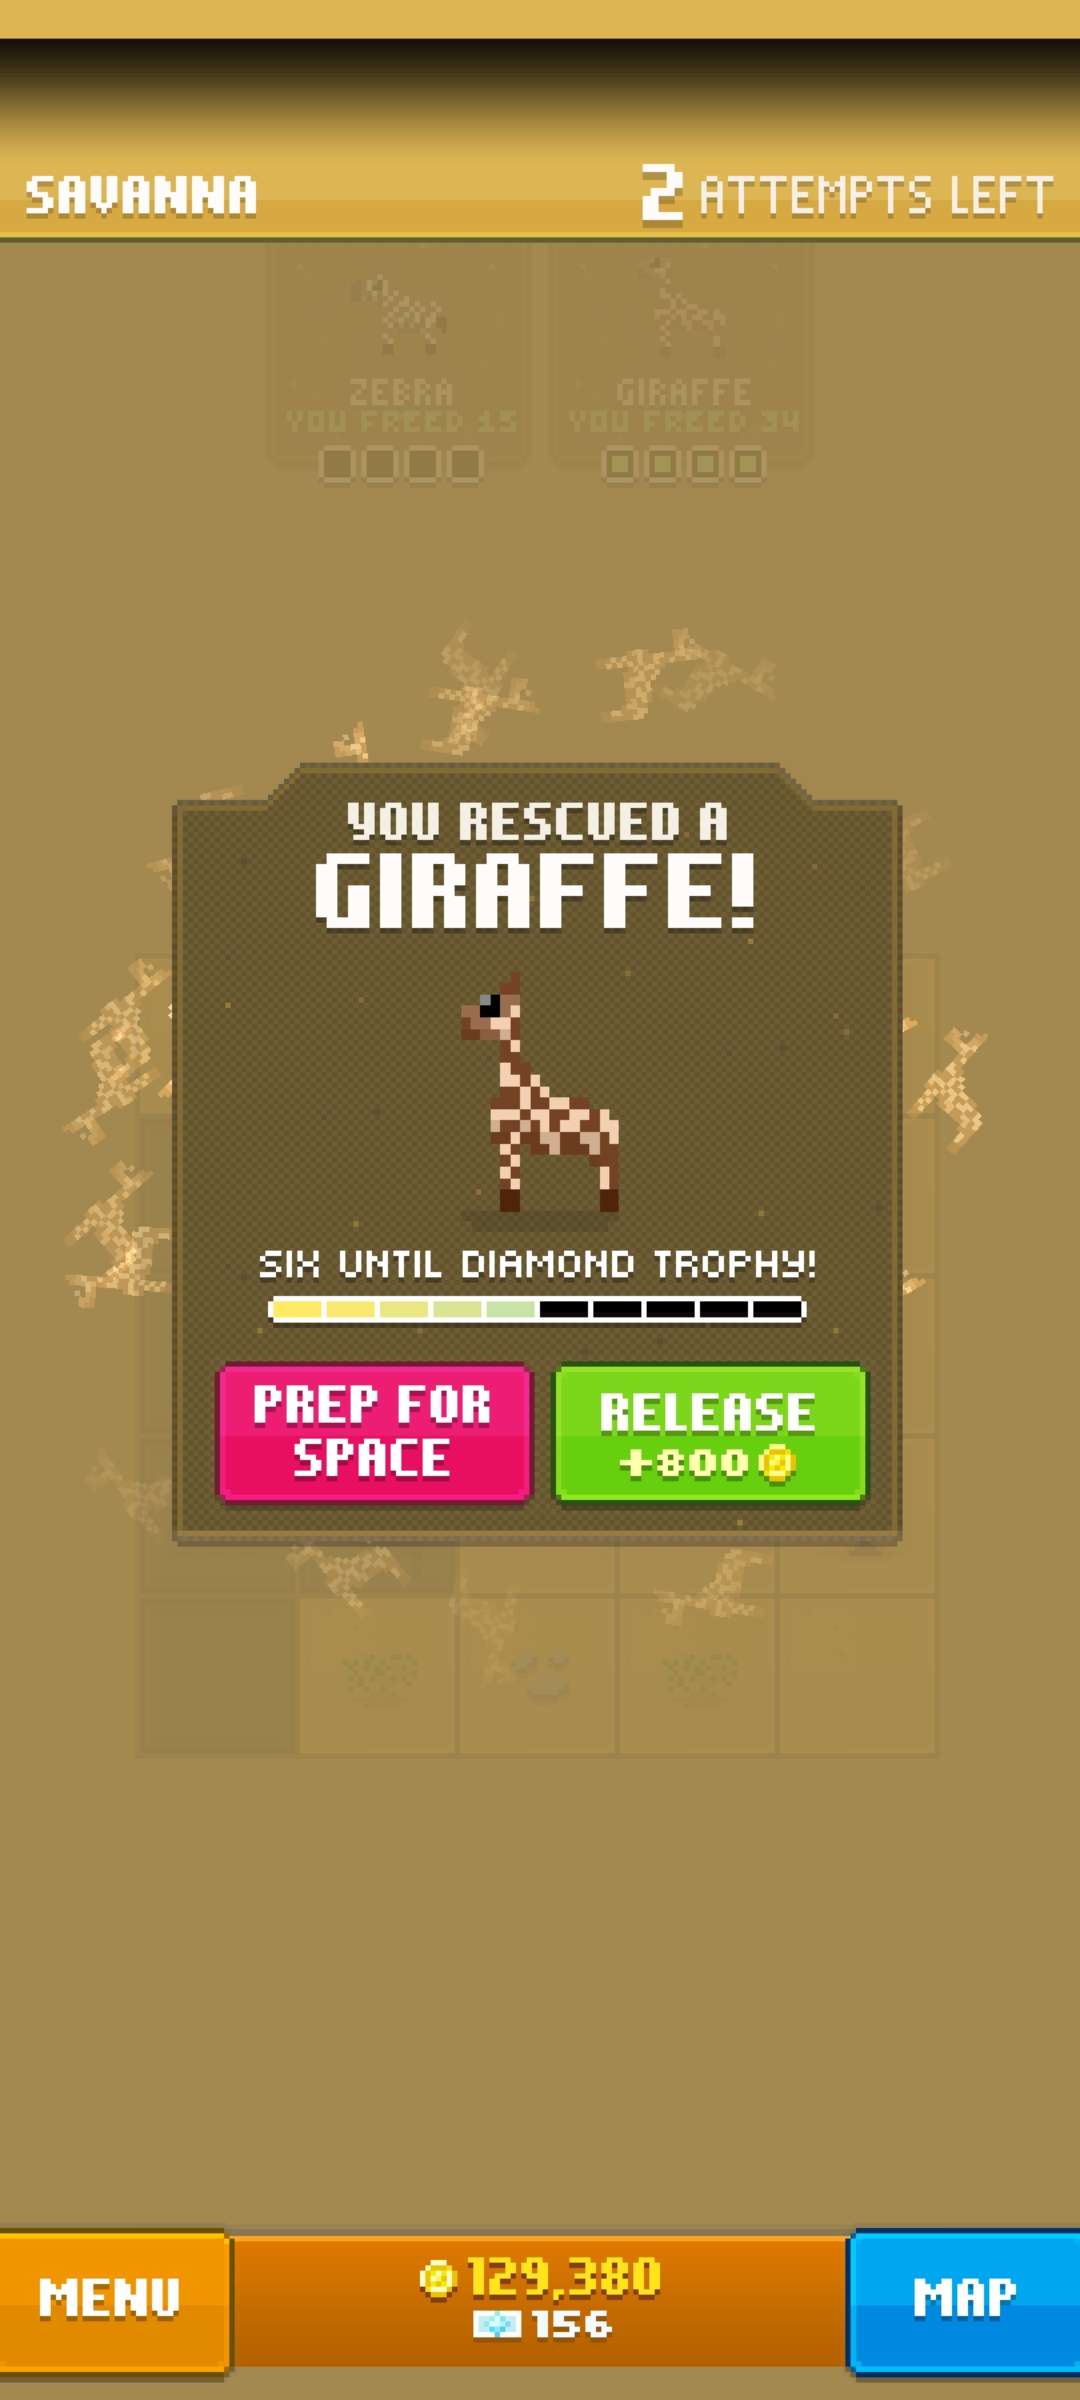 SAVANNA
2 ATTEMPTS LEFT
ZEBRA
GIRAFFE
YOU FREED 15
YOU FREED 34
YOU RESCUED A
GIRAFFE!
SIX UNTIL DIAMOND TROPHY!
PREP FOR
SPACE
RELEASE
+800
MENU
129,380
156
MAP